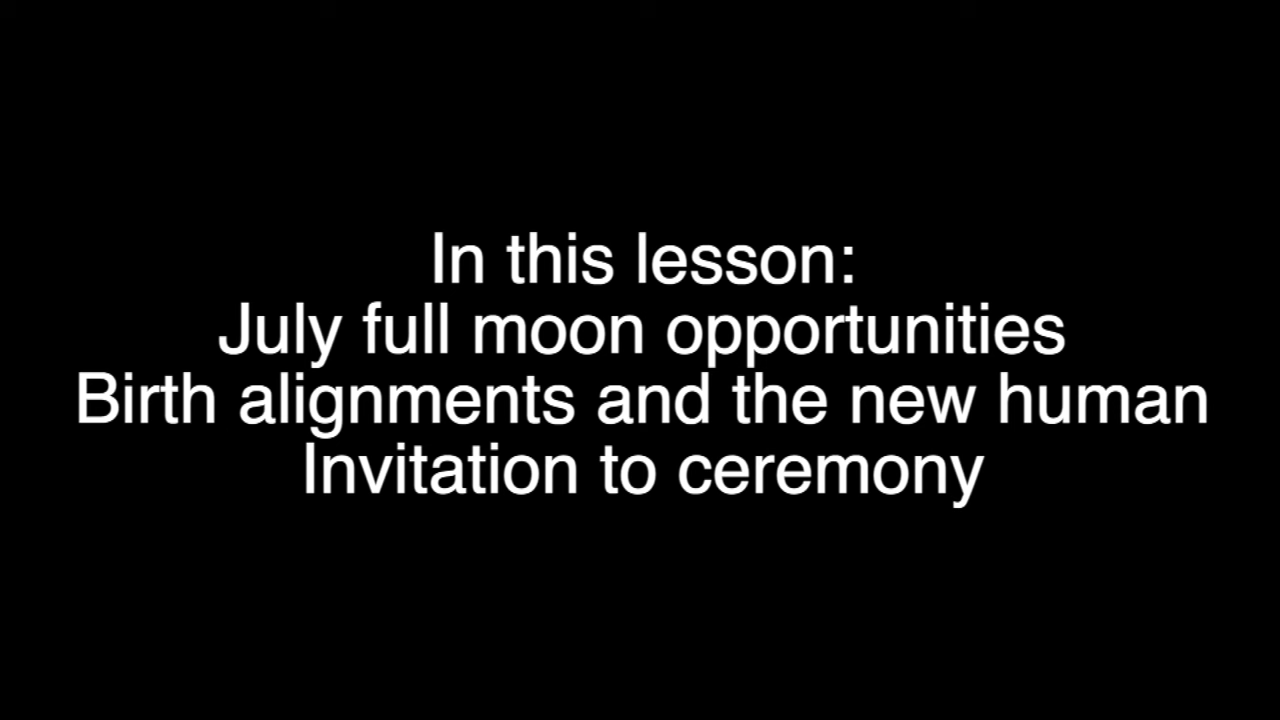 In this lesson:
July full moon opportunities
Birth alignments and the new human
Invitation to ceremony